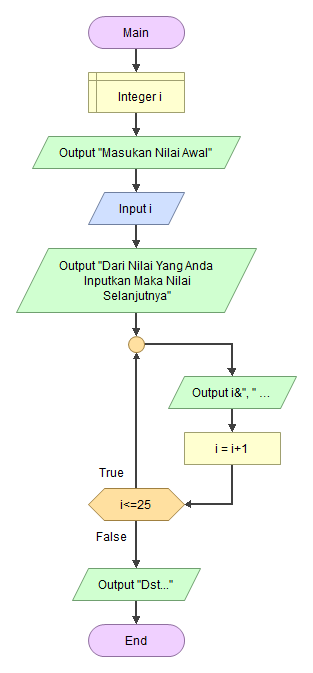 Main
Integer i
Output "Masukan Nilai Awal"
Input i
Output "Dari Nilai Yang Anda
Inputkan Maka Nilai
Selanjutnya"
Output i&", " ...
i = i+1
True
i<=25
False
Output "Dst..."
End